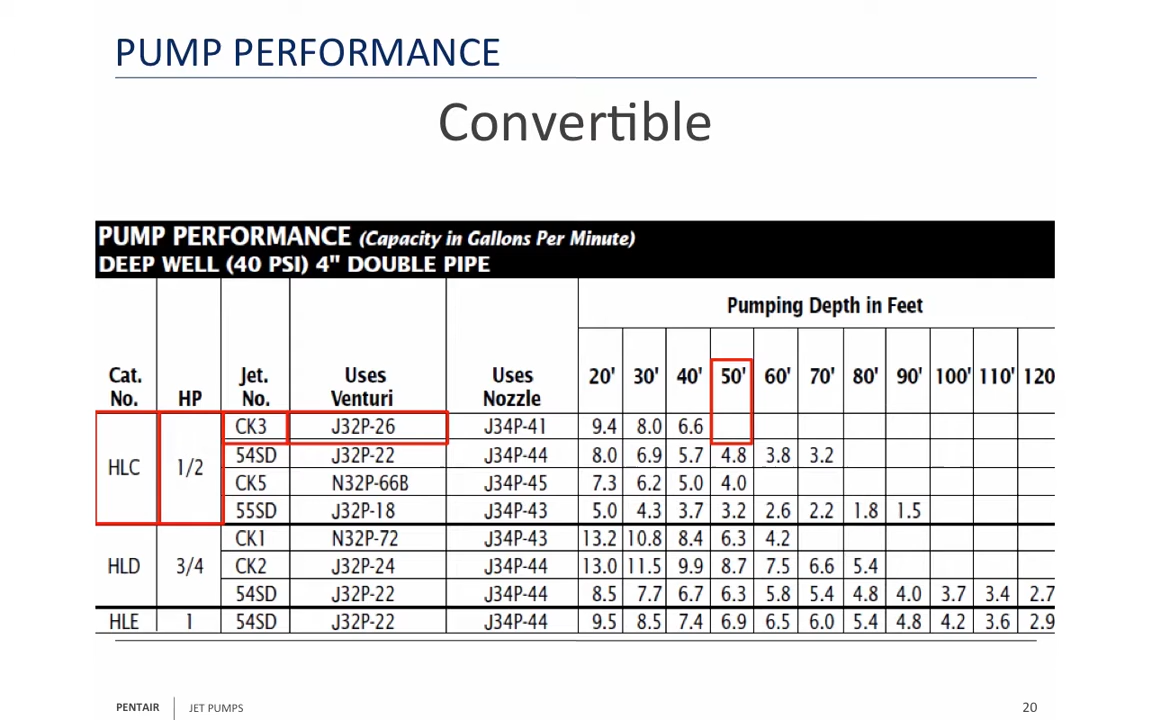 PUMP PERFORMANCE
Convertible
PUMP PERFORMANCE (Capacity in Gallons Per Minute)
DEEP WELL (40 PSI) 4" DOUBLE PIPE
Pumping Depth in Feet
Cat. No. HP Jet. No. Uses Venturi Uses Nozzle 20' 30' 40' 50' 60' 70' 80' 90' 100' 110' 120
HLC 1/2 CK3 J32P-26 J34P-41 9.4 8.0 6.6
54SD J32P-22 J34P-44 8.0 6.9 5.7 4.8 3.8 3.2
CK5 N32P-66B J34P-45 7.3 6.2 5.0 4.0
55SD J32P-18 J34P-43 5.0 4.3 3.7 3.2 2.6 2.2 1.8 1.5
HLD 3/4 CK1 N32P-72 J34P-43 13.2 10.8 8.4 6.3 4.2
CK2 J32P-24 J34P-44 13.0 11.5 9.9 8.7 7.5 6.6 5.4
54SD J32P-22 J34P-44 8.5 7.7 6.7 6.3 5.8 5.4 4.8 4.0 3.7 3.4 2.7
HLE 1 54SD J32P-22 J34P-44 9.5 8.5 7.4 6.9 6.5 6.0 5.4 4.8 4.2 3.6 2.9
PENTAIR JET PUMPS 20